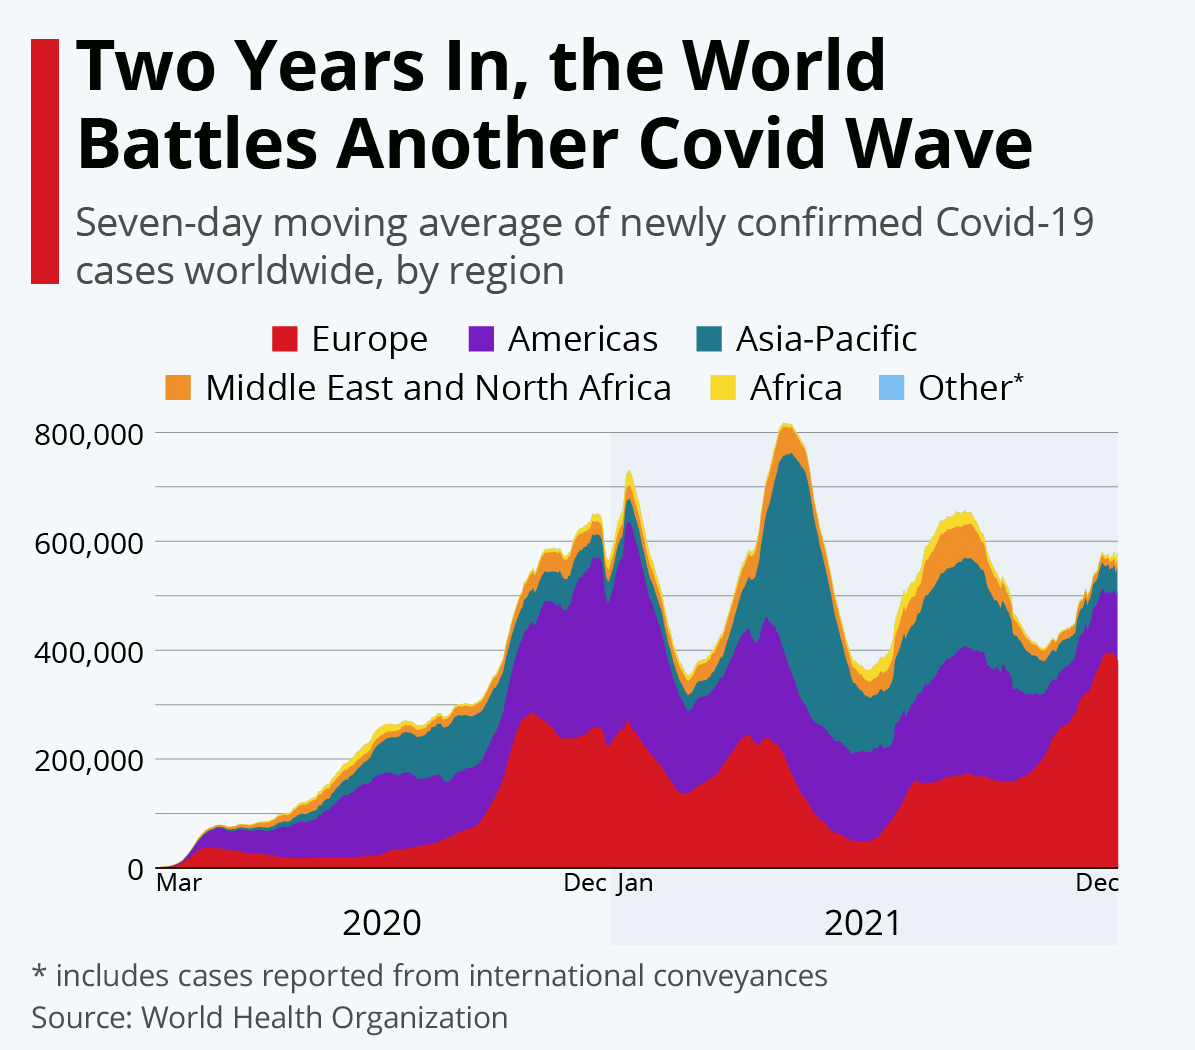 Two Years In, the World
Battles Another Covid Wave
Seven-day moving average of newly confirmed Covid-19
cases worldwide, by region
Europe Americas Asia-Pacific
Middle East and North Africa Africa Other*
800,000
600,000
400,000
200,000
0
Mar Dec Jan Dec
2020 2021
* includes cases reported from international conveyances
Source: World Health Organization